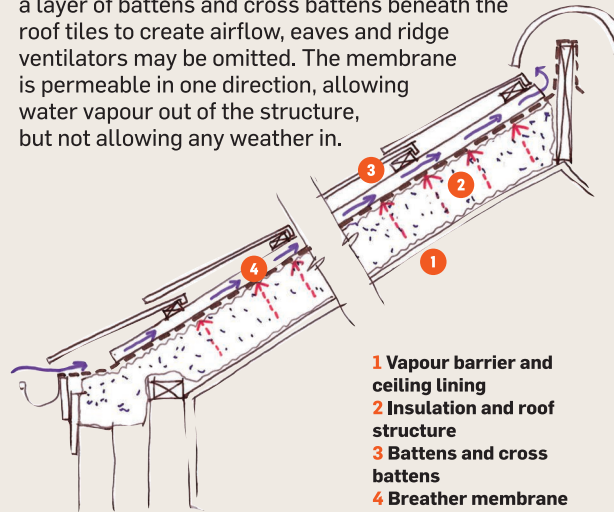 a layer of battens and cross battens beneath the
roof tiles to create airflow, eaves and ridge
ventilators may be omitted. The membrane
is permeable in one direction, allowing
water vapour out of the structure,
but not allowing any weather in.
3
2
1
4
1 Vapour barrier and
ceiling lining
2 Insulation and roof
structure
3 Battens and cross
battens
4 Breather membrane